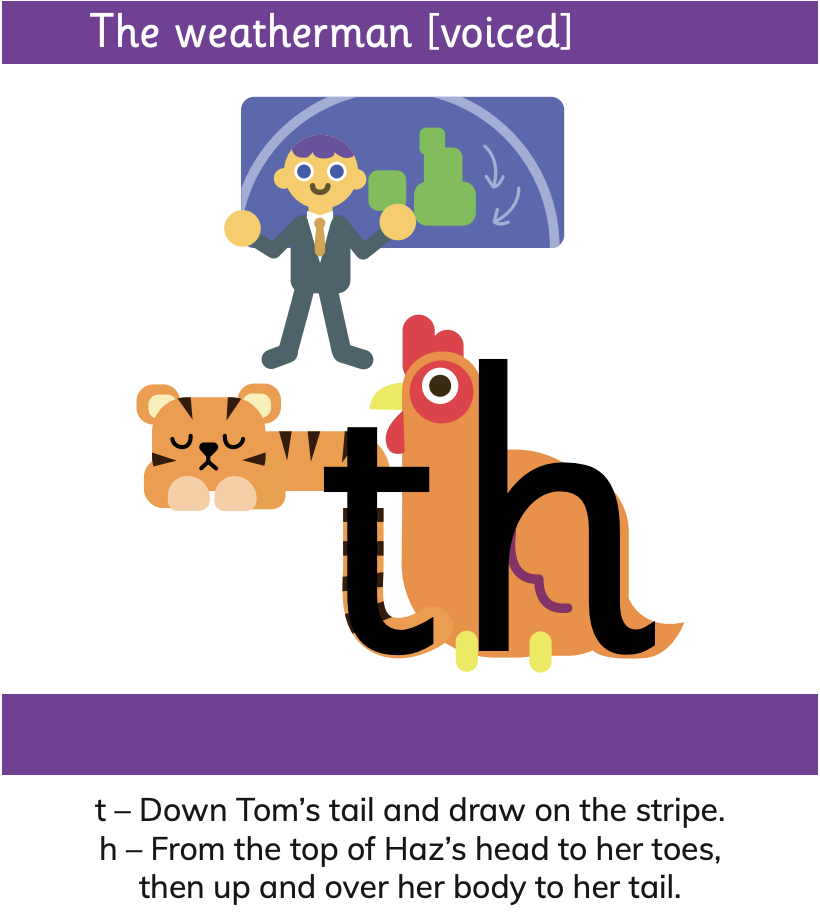 The weatherman [voiced]
th
t – Down Tom’s tail and draw on the stripe.
h – From the top of Haz’s head to her toes,
then up and over her body to her tail.